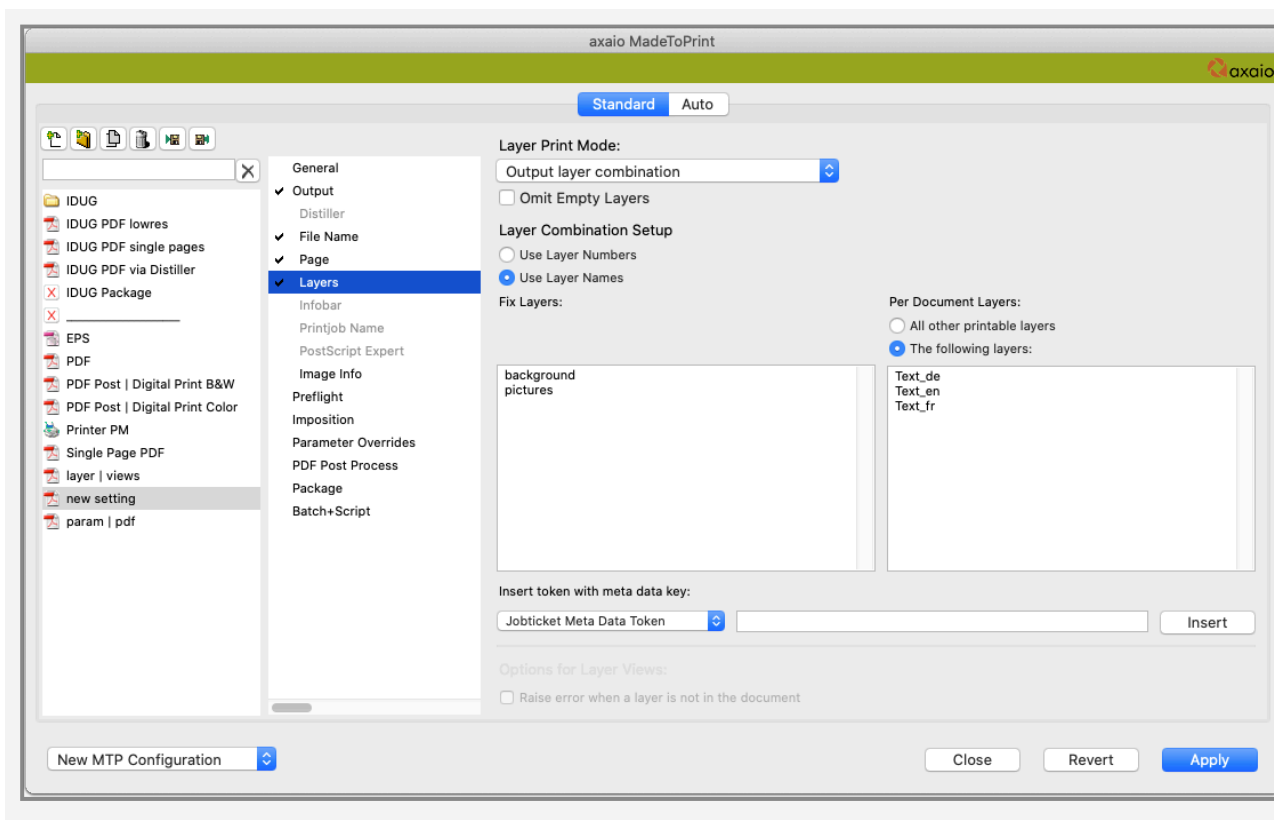 axaio MadeToPrint
axaio
Standard
Auto
IDUG
IDUG PDF lowres
IDUG PDF single pages
IDUG PDF via Distiller
IDUG Package
__________________
EPS
PDF
PDF Post | Digital Print B&W
PDF Post | Digital Print Color
Printer PM
Single Page PDF
layer | views
new setting
param | pdf
General
Output
Distiller
File Name
Page
Layers
Infobar
Printjob Name
PostScript Expert
Image Info
Preflight
Imposition
Parameter Overrides
PDF Post Process
Package
Batch+Script
Layer Print Mode:
Output layer combination
Omit Empty Layers
Layer Combination Setup
Use Layer Numbers
Use Layer Names
Fix Layers:
background
pictures
Per Document Layers:
All other printable layers
The following layers:
Text_de
Text_en
Text_fr
Insert token with meta data key:
Jobticket Meta Data Token
Insert
Options for Layer Views:
Raise error when a layer is not in the document
New MTP Configuration
Close
Revert
Apply